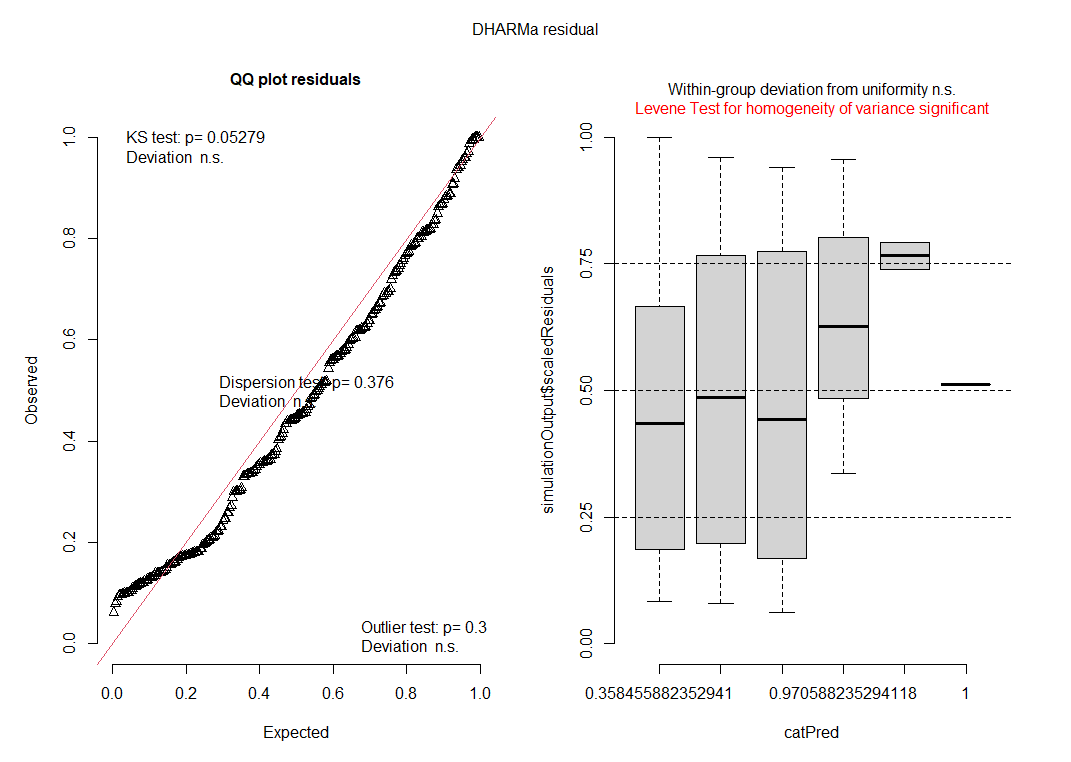 DHARMa residual
QQ plot residuals
KS test: p= 0.05279
Deviation n.s.
Dispersion test: p= 0.376
Deviation n.s.
Outlier test: p= 0.3
Deviation n.s.
Observed
0.0
0.2
0.4
0.6
0.8
1.0
0.0
0.2
0.4
0.6
0.8
1.0
Expected
Within-group deviation from uniformity n.s.
Levene Test for homogeneity of variance significant
simulationOutput$scaledResiduals
0.00
0.25
0.50
0.75
1.00
0.358455882352941
0.970588235294118
1
catPred